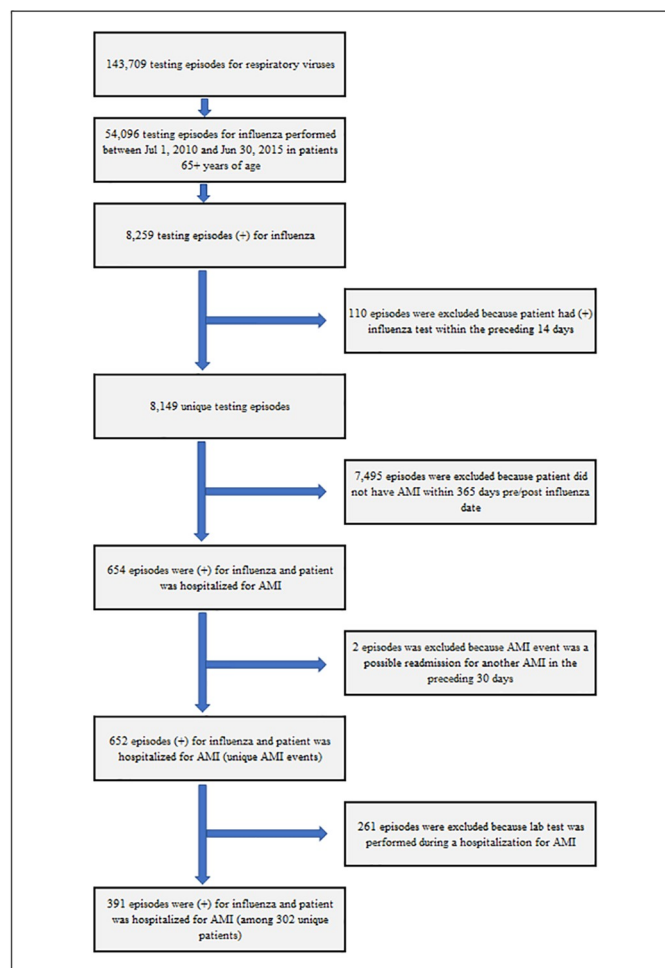 143,709 testing episodes for respiratory viruses
54,096 testing episodes for influenza performed
between Jul 1, 2010 and Jun 30, 2015 in patients
65+ years of age
8,259 testing episodes (+) for influenza
110 episodes were excluded because patient had (+)
influenza test within the preceding 14 days
8,149 unique testing episodes
7,495 episodes were excluded because patient did
not have AMI within 365 days pre/post influenza
date
654 episodes were (+) for influenza and patient
was hospitalized for AMI
2 episodes was excluded because AMI event was a
possible readmission for another AMI in the
preceding 30 days
652 episodes (+) for influenza and patient was
hospitalized for AMI (unique AMI events)
261 episodes were excluded because lab test was
performed during a hospitalization for AMI
391 episodes were (+) for influenza and patient
was hospitalized for AMI (among 302 unique
patients)